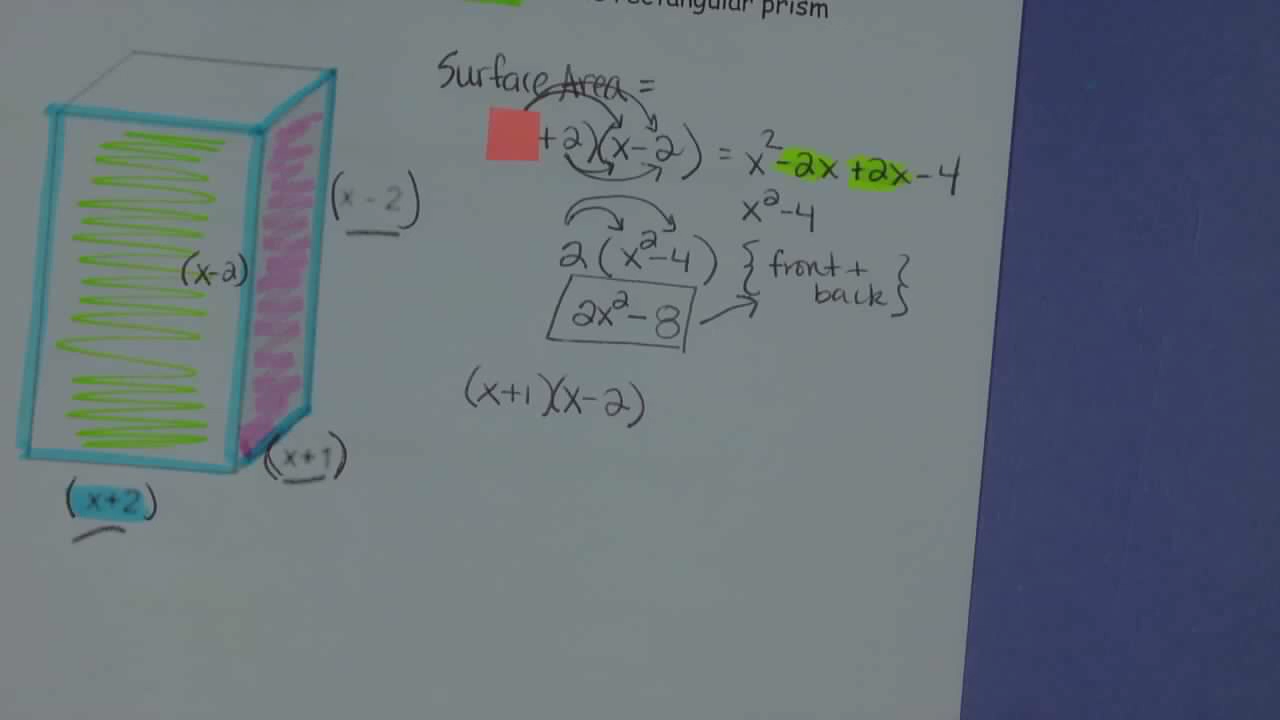 rectangular prism
Surface Area =
+2)(x-2) = x²-2x+2x-4
x²-4
2(x²-4) {front +
back}
2x²-8
(x+1)(x-2)
(x-2)
(x-2)
(x+1)
(x+2)